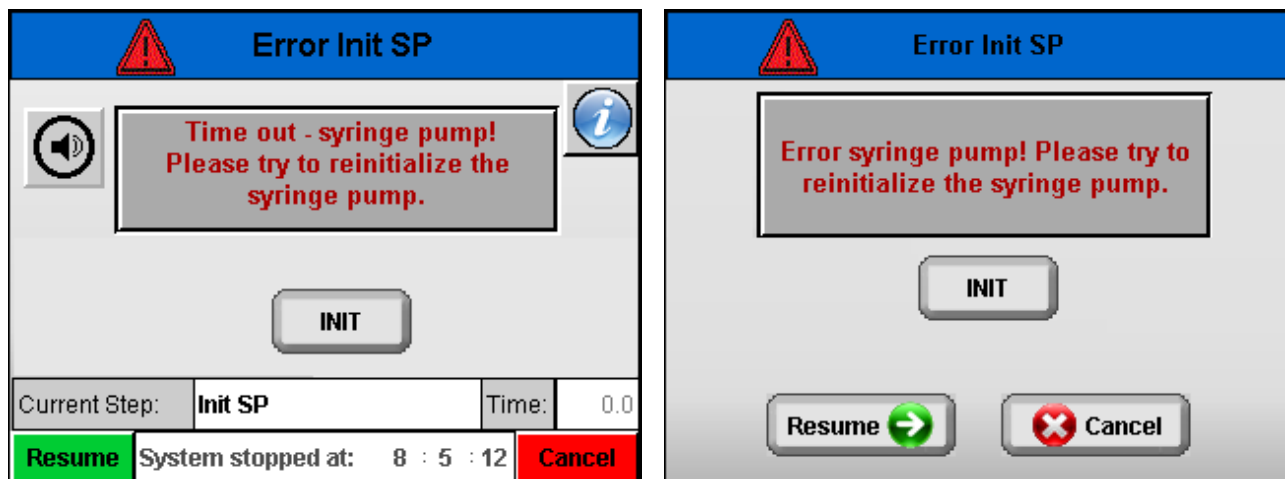 Error Init SP
Time out - syringe pump!
Please try to reinitialize the
syringe pump.
INIT
Current Step: Init SP Time: 0.0
Resume System stopped at: 8 : 5 : 12 Cancel
Error Init SP
Error syringe pump! Please try to
reinitialize the syringe pump.
INIT
Resume Cancel